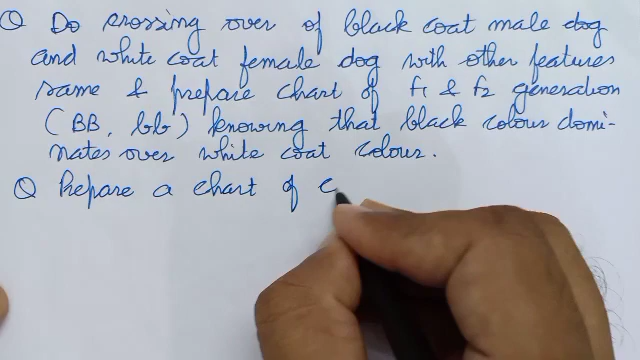 Q Do crossing over of black coat male dog
and white coat female dog with other features
same & prepare chart of f1 & f2 generation
(BB, bb) knowing that black colour domi-
nates over white coat colour.
Q Prepare a chart of c